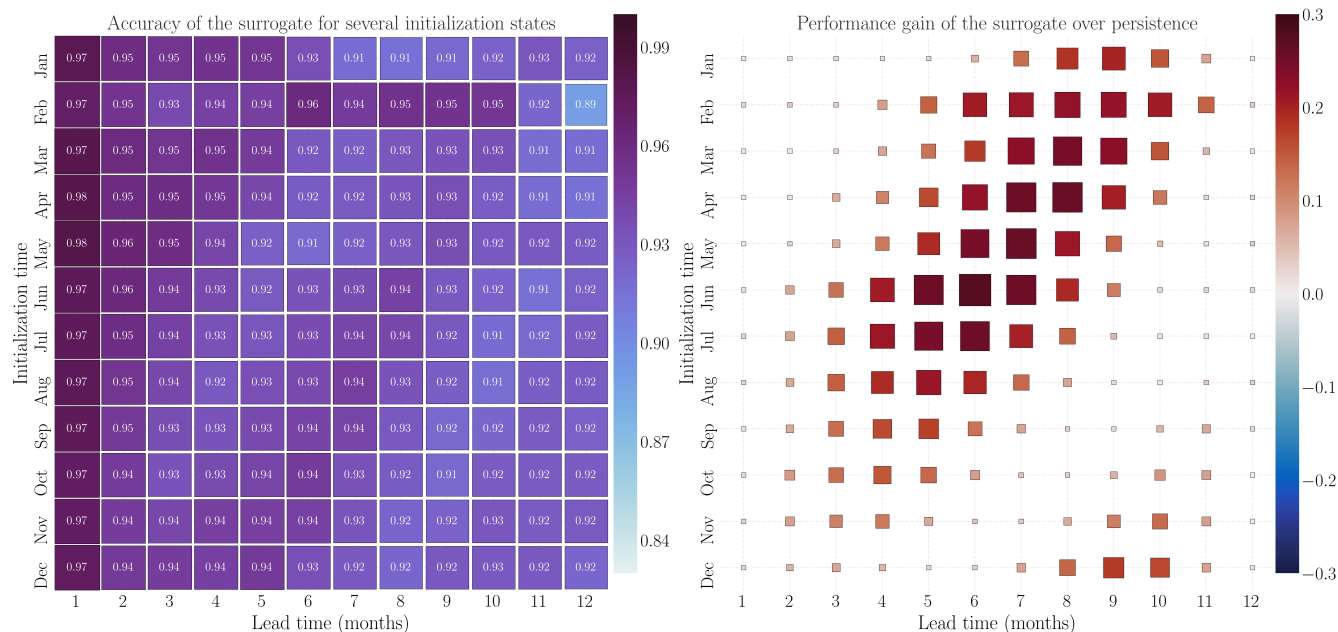 Accuracy of the surrogate for several initialization states
Initialization time
Jan 0.97 0.95 0.95 0.95 0.95 0.93 0.91 0.91 0.91 0.92 0.93 0.92
Feb 0.97 0.95 0.93 0.94 0.94 0.96 0.94 0.95 0.95 0.95 0.92 0.89
Mar 0.97 0.95 0.95 0.95 0.94 0.92 0.92 0.93 0.93 0.93 0.91 0.91
Apr 0.98 0.95 0.95 0.95 0.94 0.92 0.92 0.93 0.93 0.92 0.91 0.91
May 0.98 0.96 0.95 0.94 0.92 0.91 0.92 0.93 0.93 0.92 0.92 0.92
Jun 0.97 0.96 0.94 0.93 0.92 0.93 0.93 0.94 0.93 0.92 0.91 0.92
Jul 0.97 0.95 0.94 0.93 0.93 0.93 0.94 0.94 0.92 0.91 0.91 0.92
Aug 0.97 0.95 0.94 0.92 0.93 0.94 0.94 0.93 0.92 0.91 0.92 0.92
Sep 0.97 0.95 0.93 0.93 0.94 0.94 0.94 0.93 0.92 0.92 0.92 0.92
Oct 0.97 0.94 0.93 0.93 0.94 0.94 0.93 0.92 0.91 0.92 0.92 0.92
Nov 0.97 0.94 0.94 0.94 0.94 0.94 0.93 0.92 0.92 0.93 0.92 0.92
Dec 0.97 0.94 0.94 0.94 0.94 0.93 0.92 0.92 0.92 0.92 0.92 0.92
1 2 3 4 5 6 7 8 9 10 11 12
Lead time (months)
0.99
0.96
0.93
0.90
0.87
0.84
Performance gain of the surrogate over persistence
Initialization time
Jan
Feb
Mar
Apr
May
Jun
Jul
Aug
Sep
Oct
Nov
Dec
1 2 3 4 5 6 7 8 9 10 11 12
Lead time (months)
0.3
0.2
0.1
0.0
−0.1
−0.2
−0.3